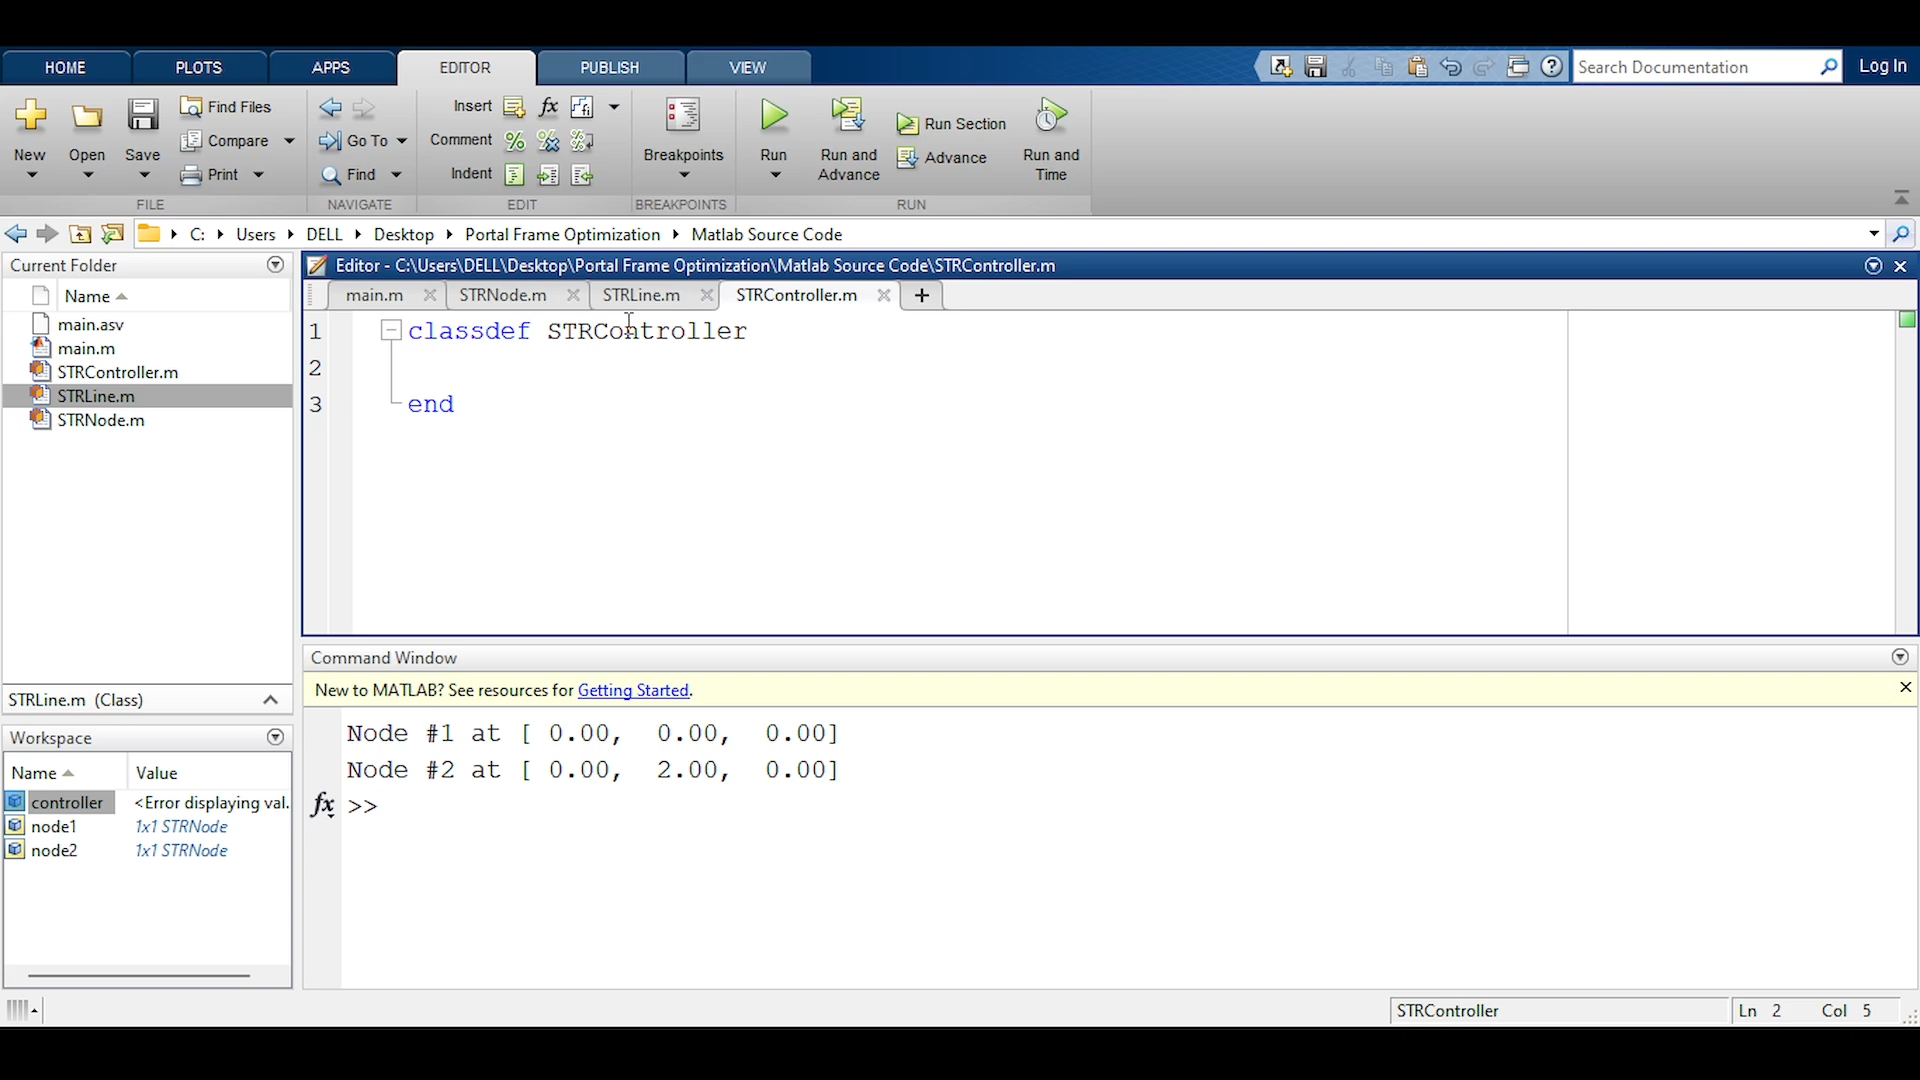 HOME PLOTS APPS EDITOR PUBLISH VIEW Search Documentation Log In
New Open Save Find Files Compare Print
FILE
Go To Find
NAVIGATE
Insert fx
Comment
Indent
EDIT
Breakpoints
BREAKPOINTS
Run Run and Advance Run Section Advance Run and Time
RUN
C: Users DELL Desktop Portal Frame Optimization Matlab Source Code
Current Folder
Name
main.asv
main.m
STRController.m
STRLine.m
STRNode.m
STRLine.m (Class)
Workspace
Name Value
controller <Error displaying val.
node1 1x1 STRNode
node2 1x1 STRNode
Editor - C:\Users\DELL\Desktop\Portal Frame Optimization\Matlab Source Code\STRController.m
main.m STRNode.m STRLine.m STRController.m
1 classdef STRController
2
3 end
Command Window
New to MATLAB? See resources for Getting Started.
Node #1 at [ 0.00, 0.00, 0.00]
Node #2 at [ 0.00, 2.00, 0.00]
fx >>
STRController Ln 2 Col 5